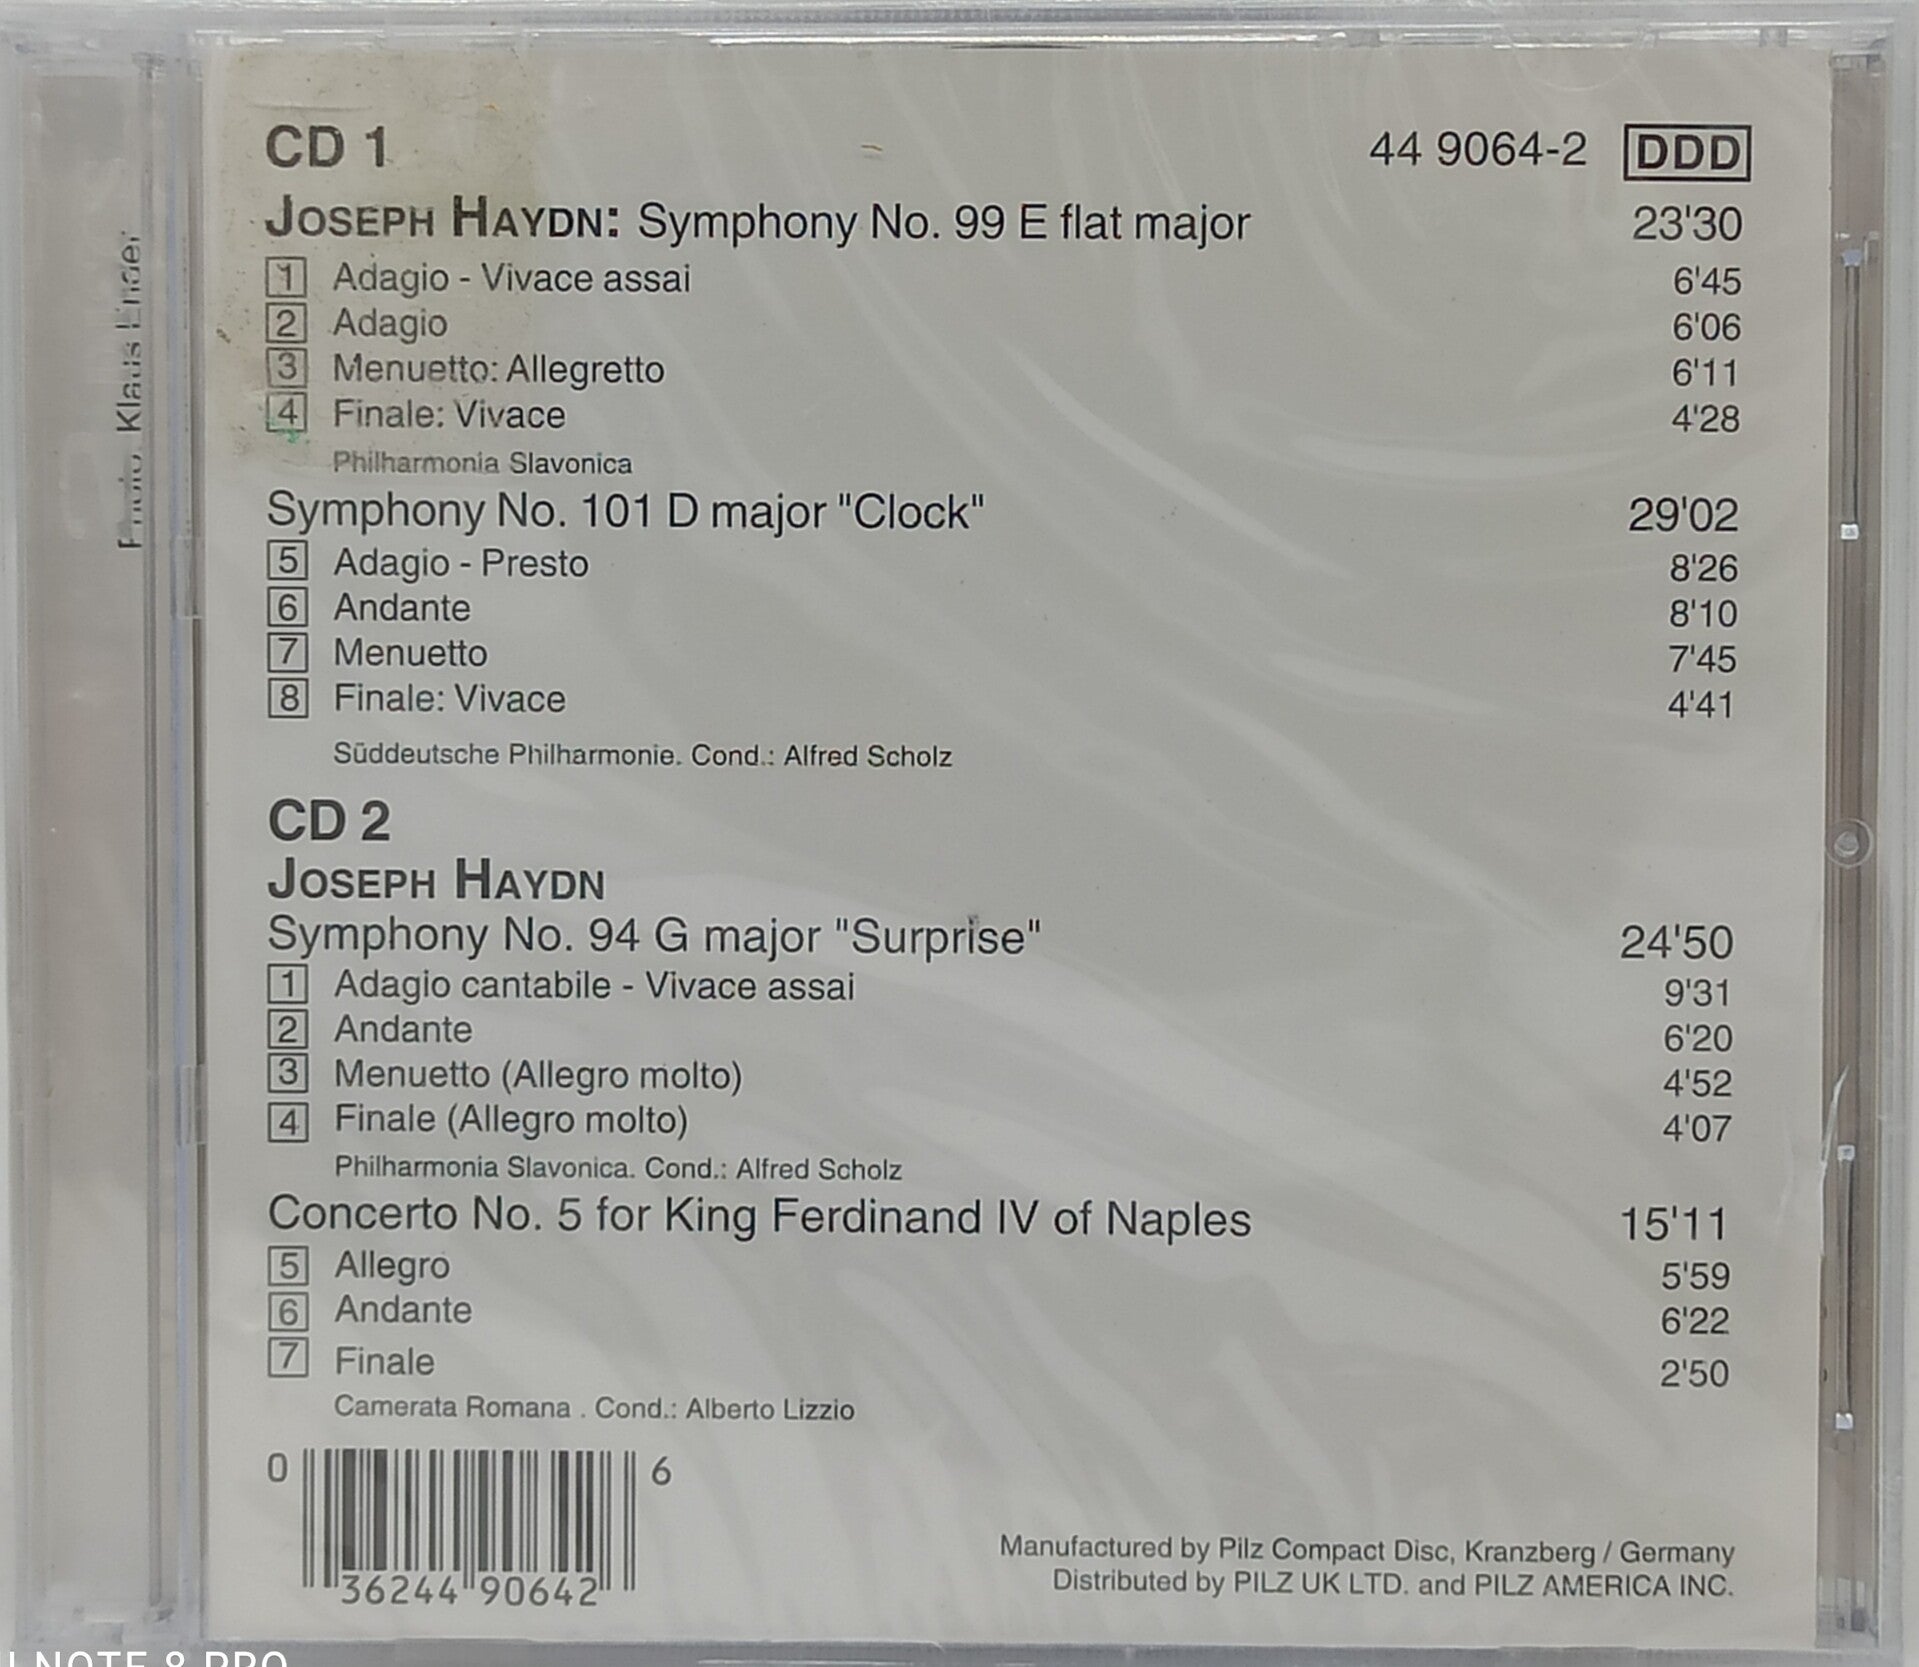 CD 1
44 9064-2 DDD
JOSEPH HAYDN: Symphony No. 99 E flat major 23'30
1 Adagio - Vivace assai 6'45
2 Adagio 6'06
3 Menuetto: Allegretto 6'11
4 Finale: Vivace 4'28
Philharmonia Slavonica
Symphony No. 101 D major "Clock" 29'02
5 Adagio - Presto 8'26
6 Andante 8'10
7 Menuetto 7'45
8 Finale: Vivace 4'41
Süddeutsche Philharmonie. Cond.: Alfred Scholz
CD 2
JOSEPH HAYDN
Symphony No. 94 G major "Surprise" 24'50
1 Adagio cantabile - Vivace assai 9'31
2 Andante 6'20
3 Menuetto (Allegro molto) 4'52
4 Finale (Allegro molto) 4'07
Philharmonia Slavonica. Cond.: Alfred Scholz
Concerto No. 5 for King Ferdinand IV of Naples 15'11
5 Allegro 5'59
6 Andante 6'22
7 Finale 2'50
Camerata Romana . Cond.: Alberto Lizzio
0 36244 90642 6
Manufactured by Pilz Compact Disc, Kranzberg / Germany
Distributed by PILZ UK LTD. and PILZ AMERICA INC.
Klaus Ender
NOTE 8 PRO